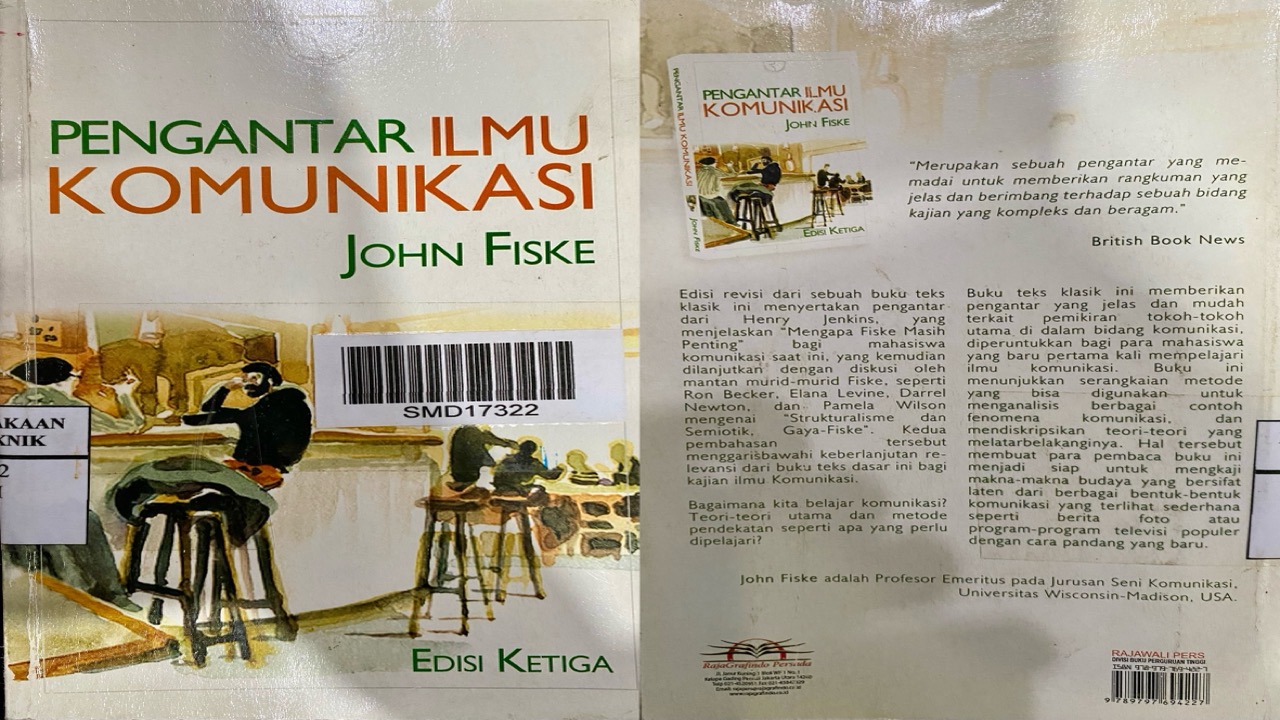 PENGANTAR ILMU
KOMUNIKASI
JOHN FISKE
SMD17322
AKAAN
KNIK
2
EDISI KETIGA
PENGANTAR ILMU KOMUNIKASI
JOHN FISKE
PENGANTAR ILMU
KOMUNIKASI
JOHN FISKE
EDISI KETIGA
"Merupakan sebuah pengantar yang me-
madai untuk memberikan rangkuman yang
jelas dan berimbang terhadap sebuah bidang
kajian yang kompleks dan beragam."
British Book News
Edisi revisi dari sebuah buku teks
klasik ini menyertakan pengantar
dari Henry Jenkins, yang
menjelaskan "Mengapa Fiske Masih
Penting" bagi mahasiswa
komunikasi saat ini, yang kemudian
dilanjutkan dengan diskusi oleh
mantan murid-murid Fiske, seperti
Ron Becker, Elana Levine, Darrel
Newton, dan Pamela Wilson
mengenai "Strukturalisme dan
Semiotik, Gaya-Fiske". Kedua
pembahasan tersebut
menggarisbawahi keberlanjutan re-
levansi dari buku teks dasar ini bagi
kajian ilmu Komunikasi.
Bagaimana kita belajar komunikasi?
Teori-teori utama dan metode
pendekatan seperti apa yang perlu
dipelajari?
Buku teks klasik ini memberikan
pengantar yang jelas dan mudah
terkait pemikiran tokoh-tokoh
utama di dalam bidang komunikasi,
diperuntukkan bagi para mahasiswa
yang baru pertama kali mempelajari
ilmu komunikasi. Buku ini
menunjukkan serangkaian metode
yang bisa digunakan untuk
menganalisis berbagai contoh
fenomena komunikasi, dan
mendiskripsikan teori-teori yang
melatarbelakanginya. Hal tersebut
membuat para pembaca buku ini
menjadi siap untuk mengkaji
makna-makna budaya yang bersifat
laten dari berbagai bentuk-bentuk
komunikasi yang terlihat sederhana
seperti berita foto atau
program-program televisi populer
dengan cara pandang yang baru.
John Fiske adalah Profesor Emeritus pada Jurusan Seni Komunikasi,
Universitas Wisconsin-Madison, USA.
RajaGrafindo Persada
RAJAWALI PERS
DIVISI BUKU PERGURUAN TINGGI
ISBN 978-979-769-422-7
9 789797 694227